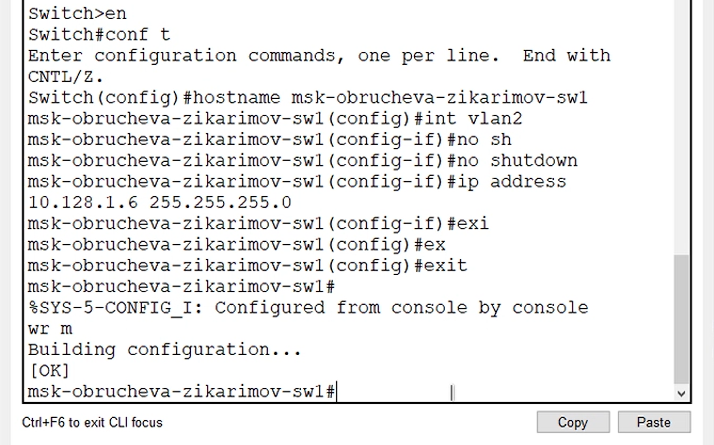 Switch>en
Switch#conf t
Enter configuration commands, one per line.  End with
CNTL/Z.
Switch(config)#hostname msk-obrucheva-zikarimov-sw1
msk-obrucheva-zikarimov-sw1(config)#int vlan2
msk-obrucheva-zikarimov-sw1(config-if)#no sh
msk-obrucheva-zikarimov-sw1(config-if)#no shutdown
msk-obrucheva-zikarimov-sw1(config-if)#ip address
10.128.1.6 255.255.255.0
msk-obrucheva-zikarimov-sw1(config-if)#exi
msk-obrucheva-zikarimov-sw1(config)#ex
msk-obrucheva-zikarimov-sw1(config)#exit
msk-obrucheva-zikarimov-sw1#
%SYS-5-CONFIG_I: Configured from console by console
wr m
Building configuration...
[OK]
msk-obrucheva-zikarimov-sw1#
Ctrl+F6 to exit CLI focus
Copy
Paste